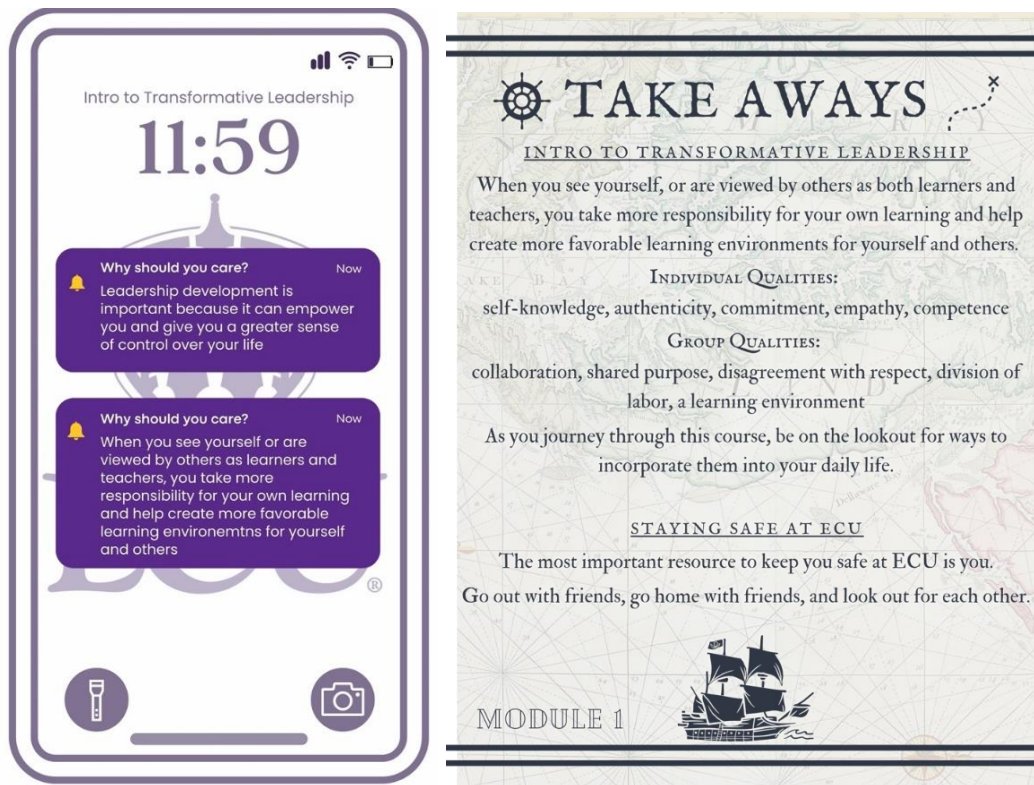 Intro to Transformative Leadership
11:59
Why should you care?
Now
Leadership development is
important because it can empower
you and give you a greater sense
of control over your life
Why should you care?
Now
When you see yourself or are
viewed by others as learners and
teachers, you take more
responsibility for your own learning
and help create more favorable
learning environemtns for yourself
and others
ECU®
TAKE AWAYS
INTRO TO TRANSFORMATIVE LEADERSHIP
When you see yourself, or are viewed by others as both learners and
teachers, you take more responsibility for your own learning and help
create more favorable learning environments for yourself and others.
Individual Qualities:
self-knowledge, authenticity, commitment, empathy, competence
Group Qualities:
collaboration, shared purpose, disagreement with respect, division of
labor, a learning environment
As you journey through this course, be on the lookout for ways to
incorporate them into your daily life.
STAYING SAFE AT ECU
The most important resource to keep you safe at ECU is you.
Go out with friends, go home with friends, and look out for each other.
MODULE 1